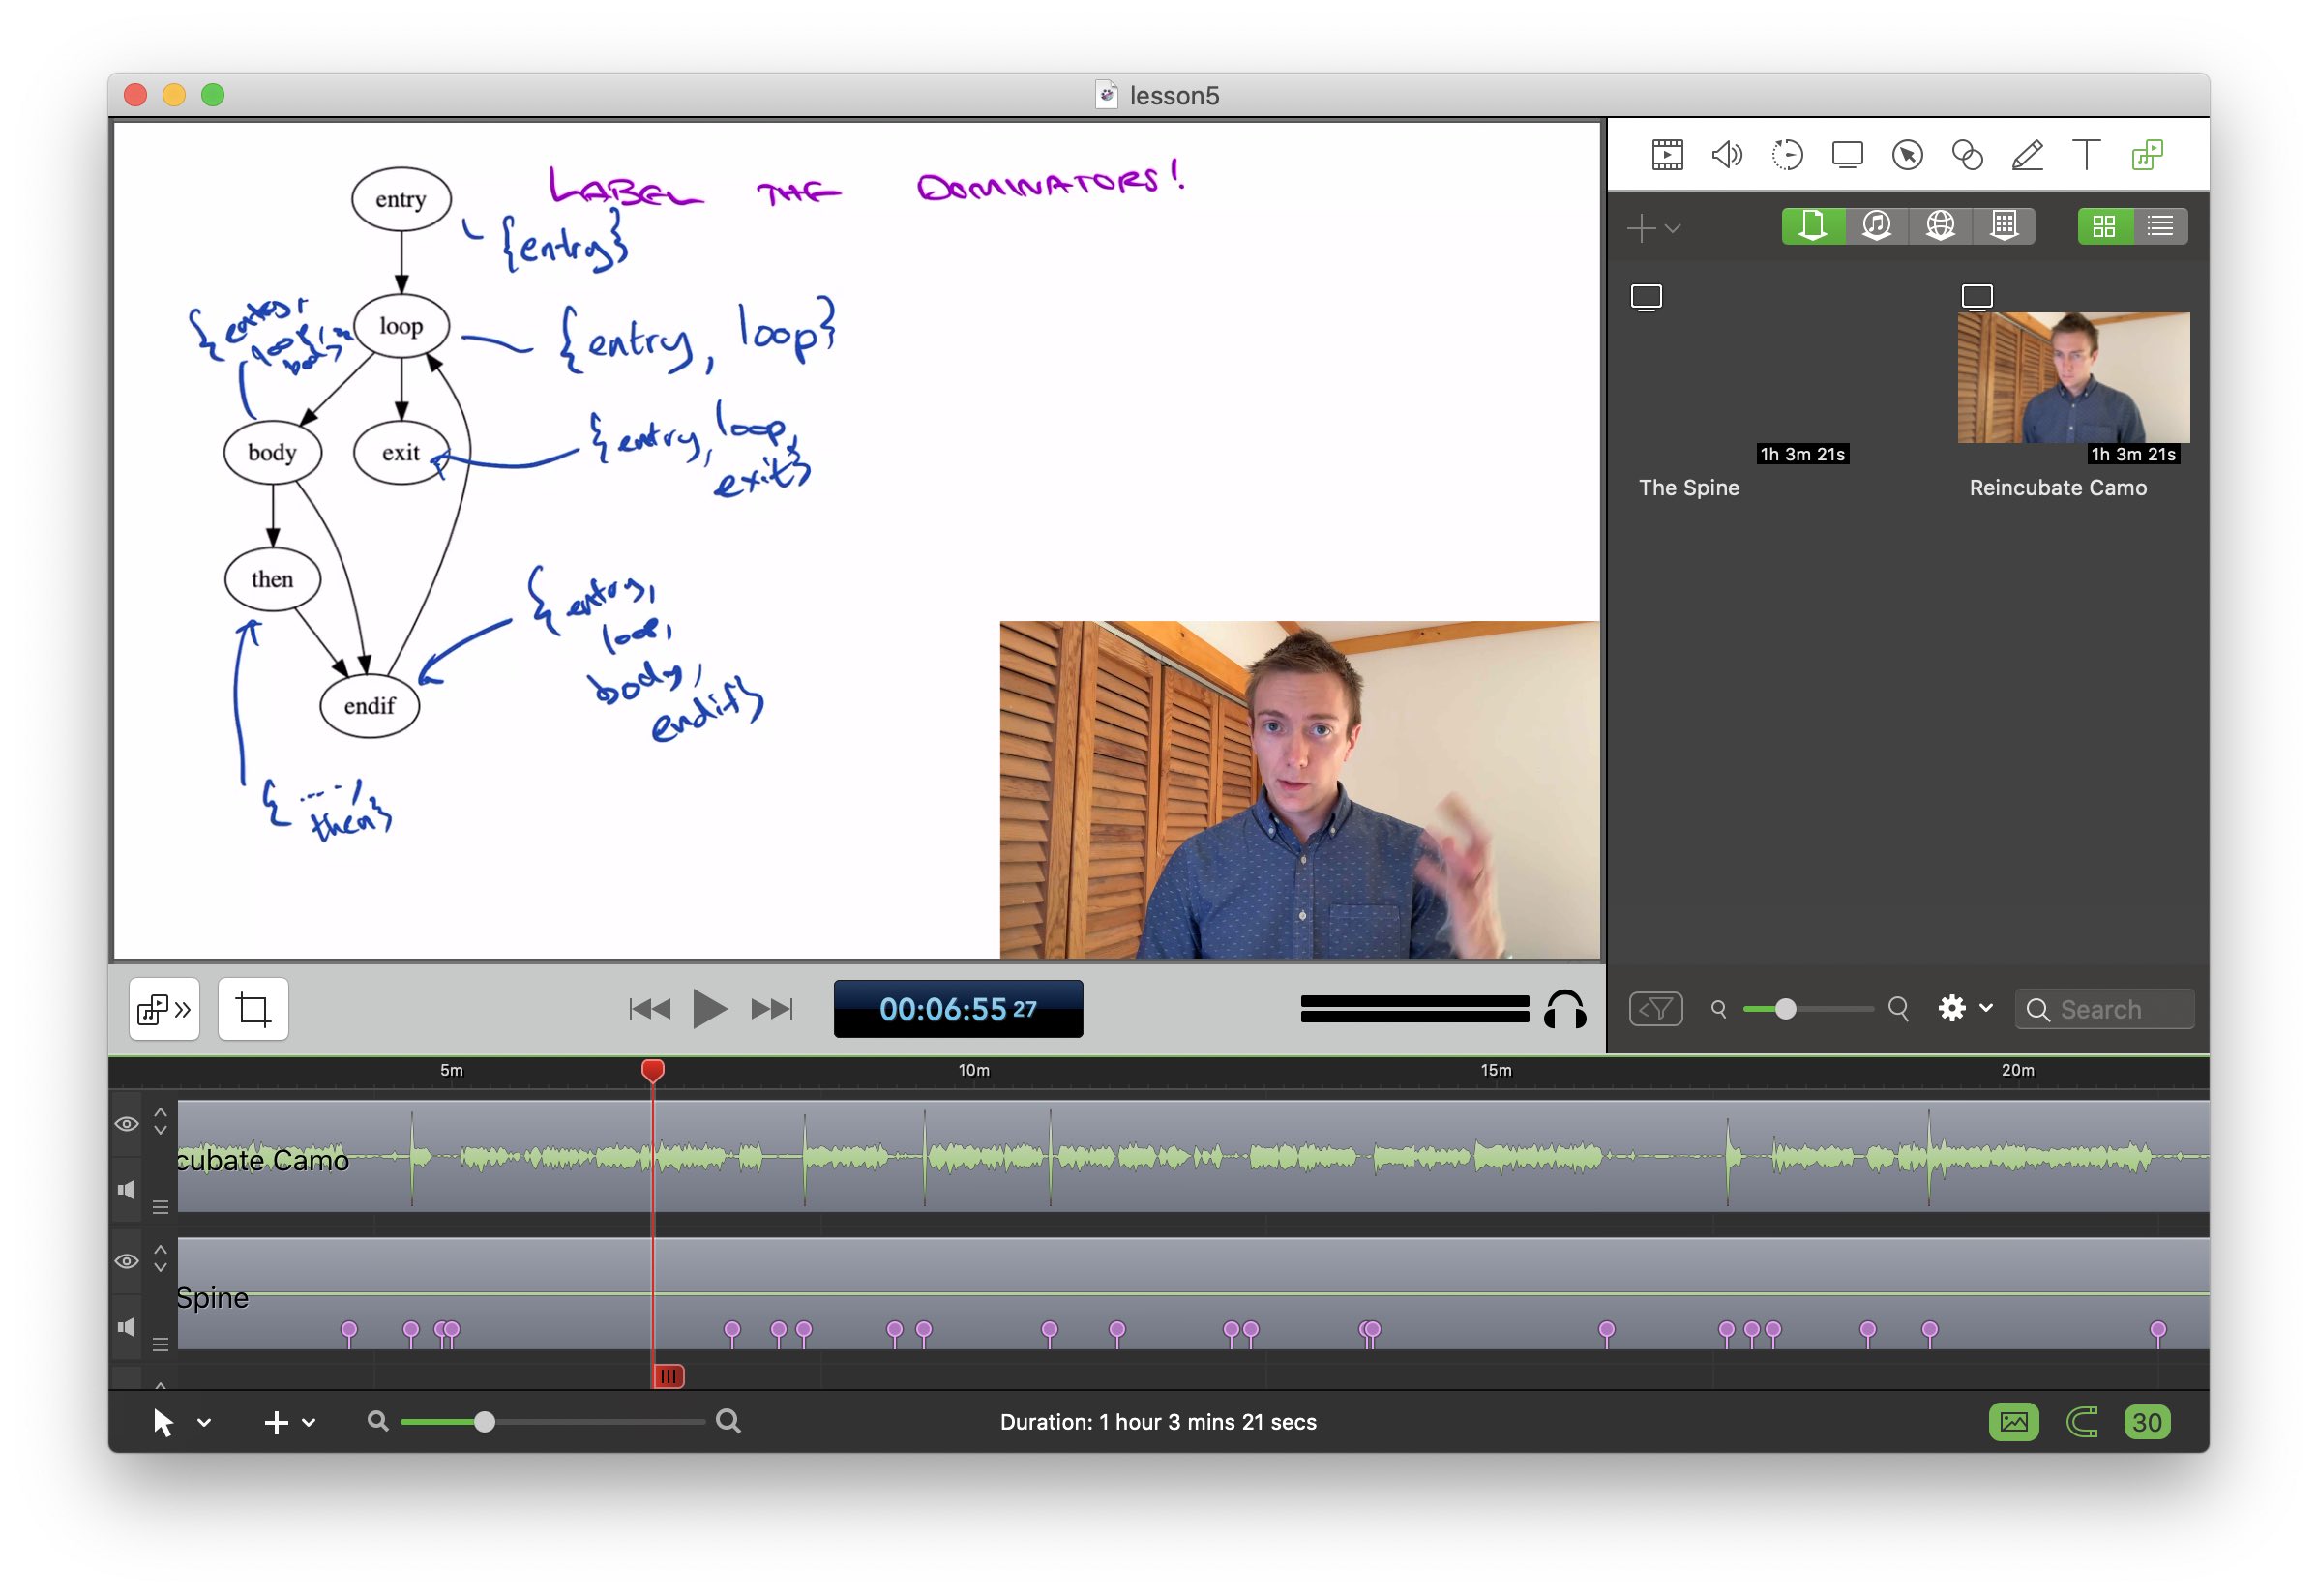 lesson5
entry
LABEL THE DOMINATORS!
{entry}
loop
{entry, loop}
{entry,
loop,
body}
body
exit
{entry, loop,
exit}
then
{entry,
loop,
body,
endif}
endif
{ ....,
then}
1h 3m 21s
The Spine
1h 3m 21s
Reincubate Camo
00:06:55 27
Search
5m
10m
15m
20m
cubate Camo
Spine
Duration: 1 hour 3 mins 21 secs
30